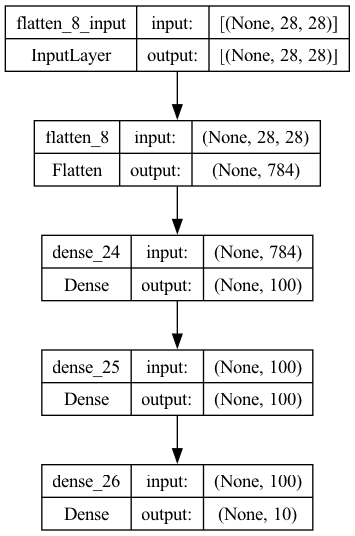 flatten_8_input input: [(None, 28, 28)]
InputLayer output: [(None, 28, 28)]
flatten_8 input: (None, 28, 28)
Flatten output: (None, 784)
dense_24 input: (None, 784)
Dense output: (None, 100)
dense_25 input: (None, 100)
Dense output: (None, 100)
dense_26 input: (None, 100)
Dense output: (None, 10)